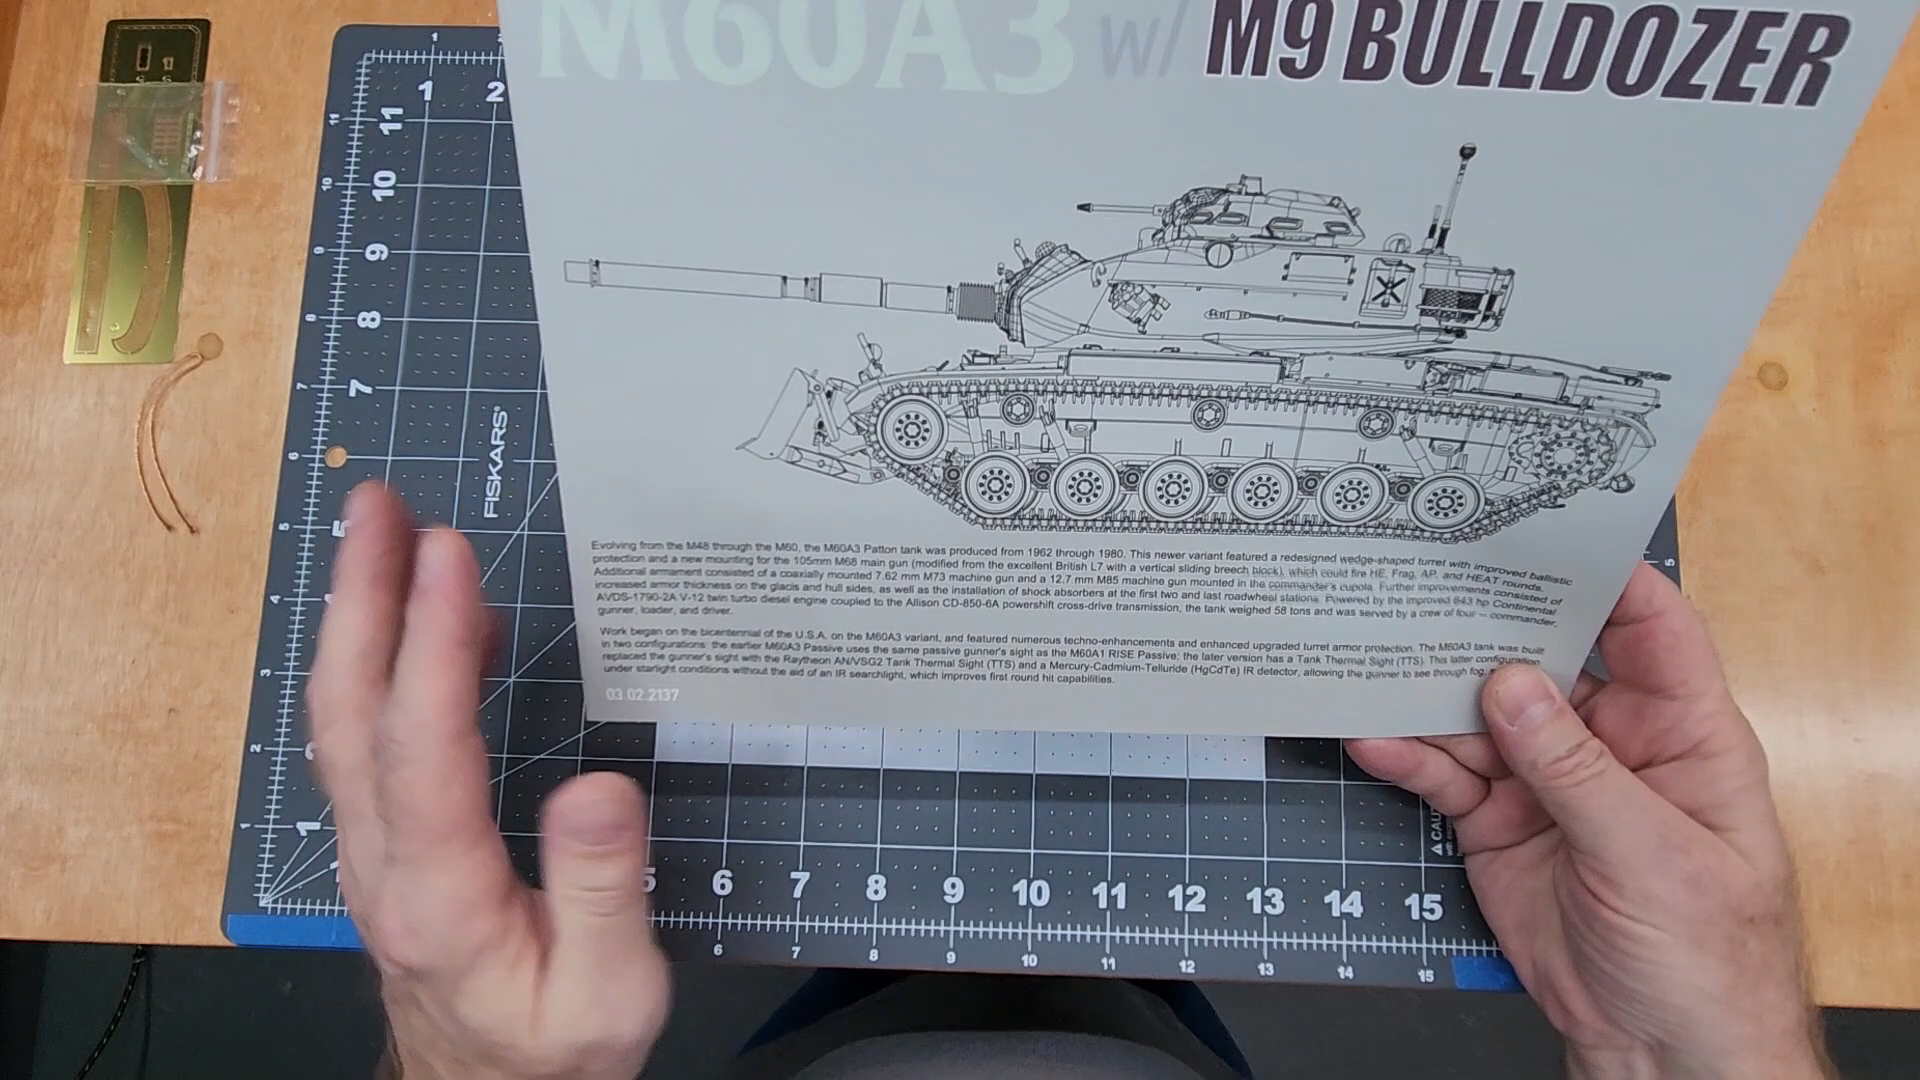 M60A3 w/ M9 BULLDOZER
Evolving from the M48 through the M60, the M60A3 Patton tank was produced from 1962 through 1980. This newer variant featured a redesigned wedge-shaped turret with improved ballistic
protection and a new mounting for the 105mm M68 main gun (modified from the excellent British L7 with a vertical sliding breech block), which could fire HE, Frag, AP, and HEAT rounds.
Additional armament consisted of a coaxially mounted 7.62 mm M73 machine gun and a 12.7 mm M85 machine gun mounted in the commander's cupola. Further improvements consisted of
increased armor thickness on the glacis and hull sides, as well as the installation of shock absorbers at the first two and last roadwheel stations. Powered by the improved 643 hp Continental
AVDS-1790-2A V-12 twin turbo diesel engine coupled to the Allison CD-850-6A powershift cross-drive transmission, the tank weighed 58 tons and was served by a crew of four – commander,
gunner, loader, and driver.
Work began on the bicentennial of the U.S.A. on the M60A3 variant, and featured numerous techno-enhancements and enhanced upgraded turret armor protection. The M60A3 tank was built
in two configurations: the earlier M60A3 Passive uses the same passive gunner's sight as the M60A1 RISE Passive; the later version has a Tank Thermal Sight (TTS). This latter configuration
replaced the gunner's sight with the Raytheon AN/VSG2 Tank Thermal Sight (TTS) and a Mercury-Cadmium-Telluride (HgCdTe) IR detector, allowing the gunner to see through fog,
under starlight conditions without the aid of an IR searchlight, which improves first round hit capabilities.
03.02.2137
FISKARS®
1 2
11
11
10
10
9
9
8
8
7
7
6
5
5
4
3
2
1
1
5 6 7 8 9 10 11 12 13 14 15
6 7 8 9 10 11 12 13 14 15
5